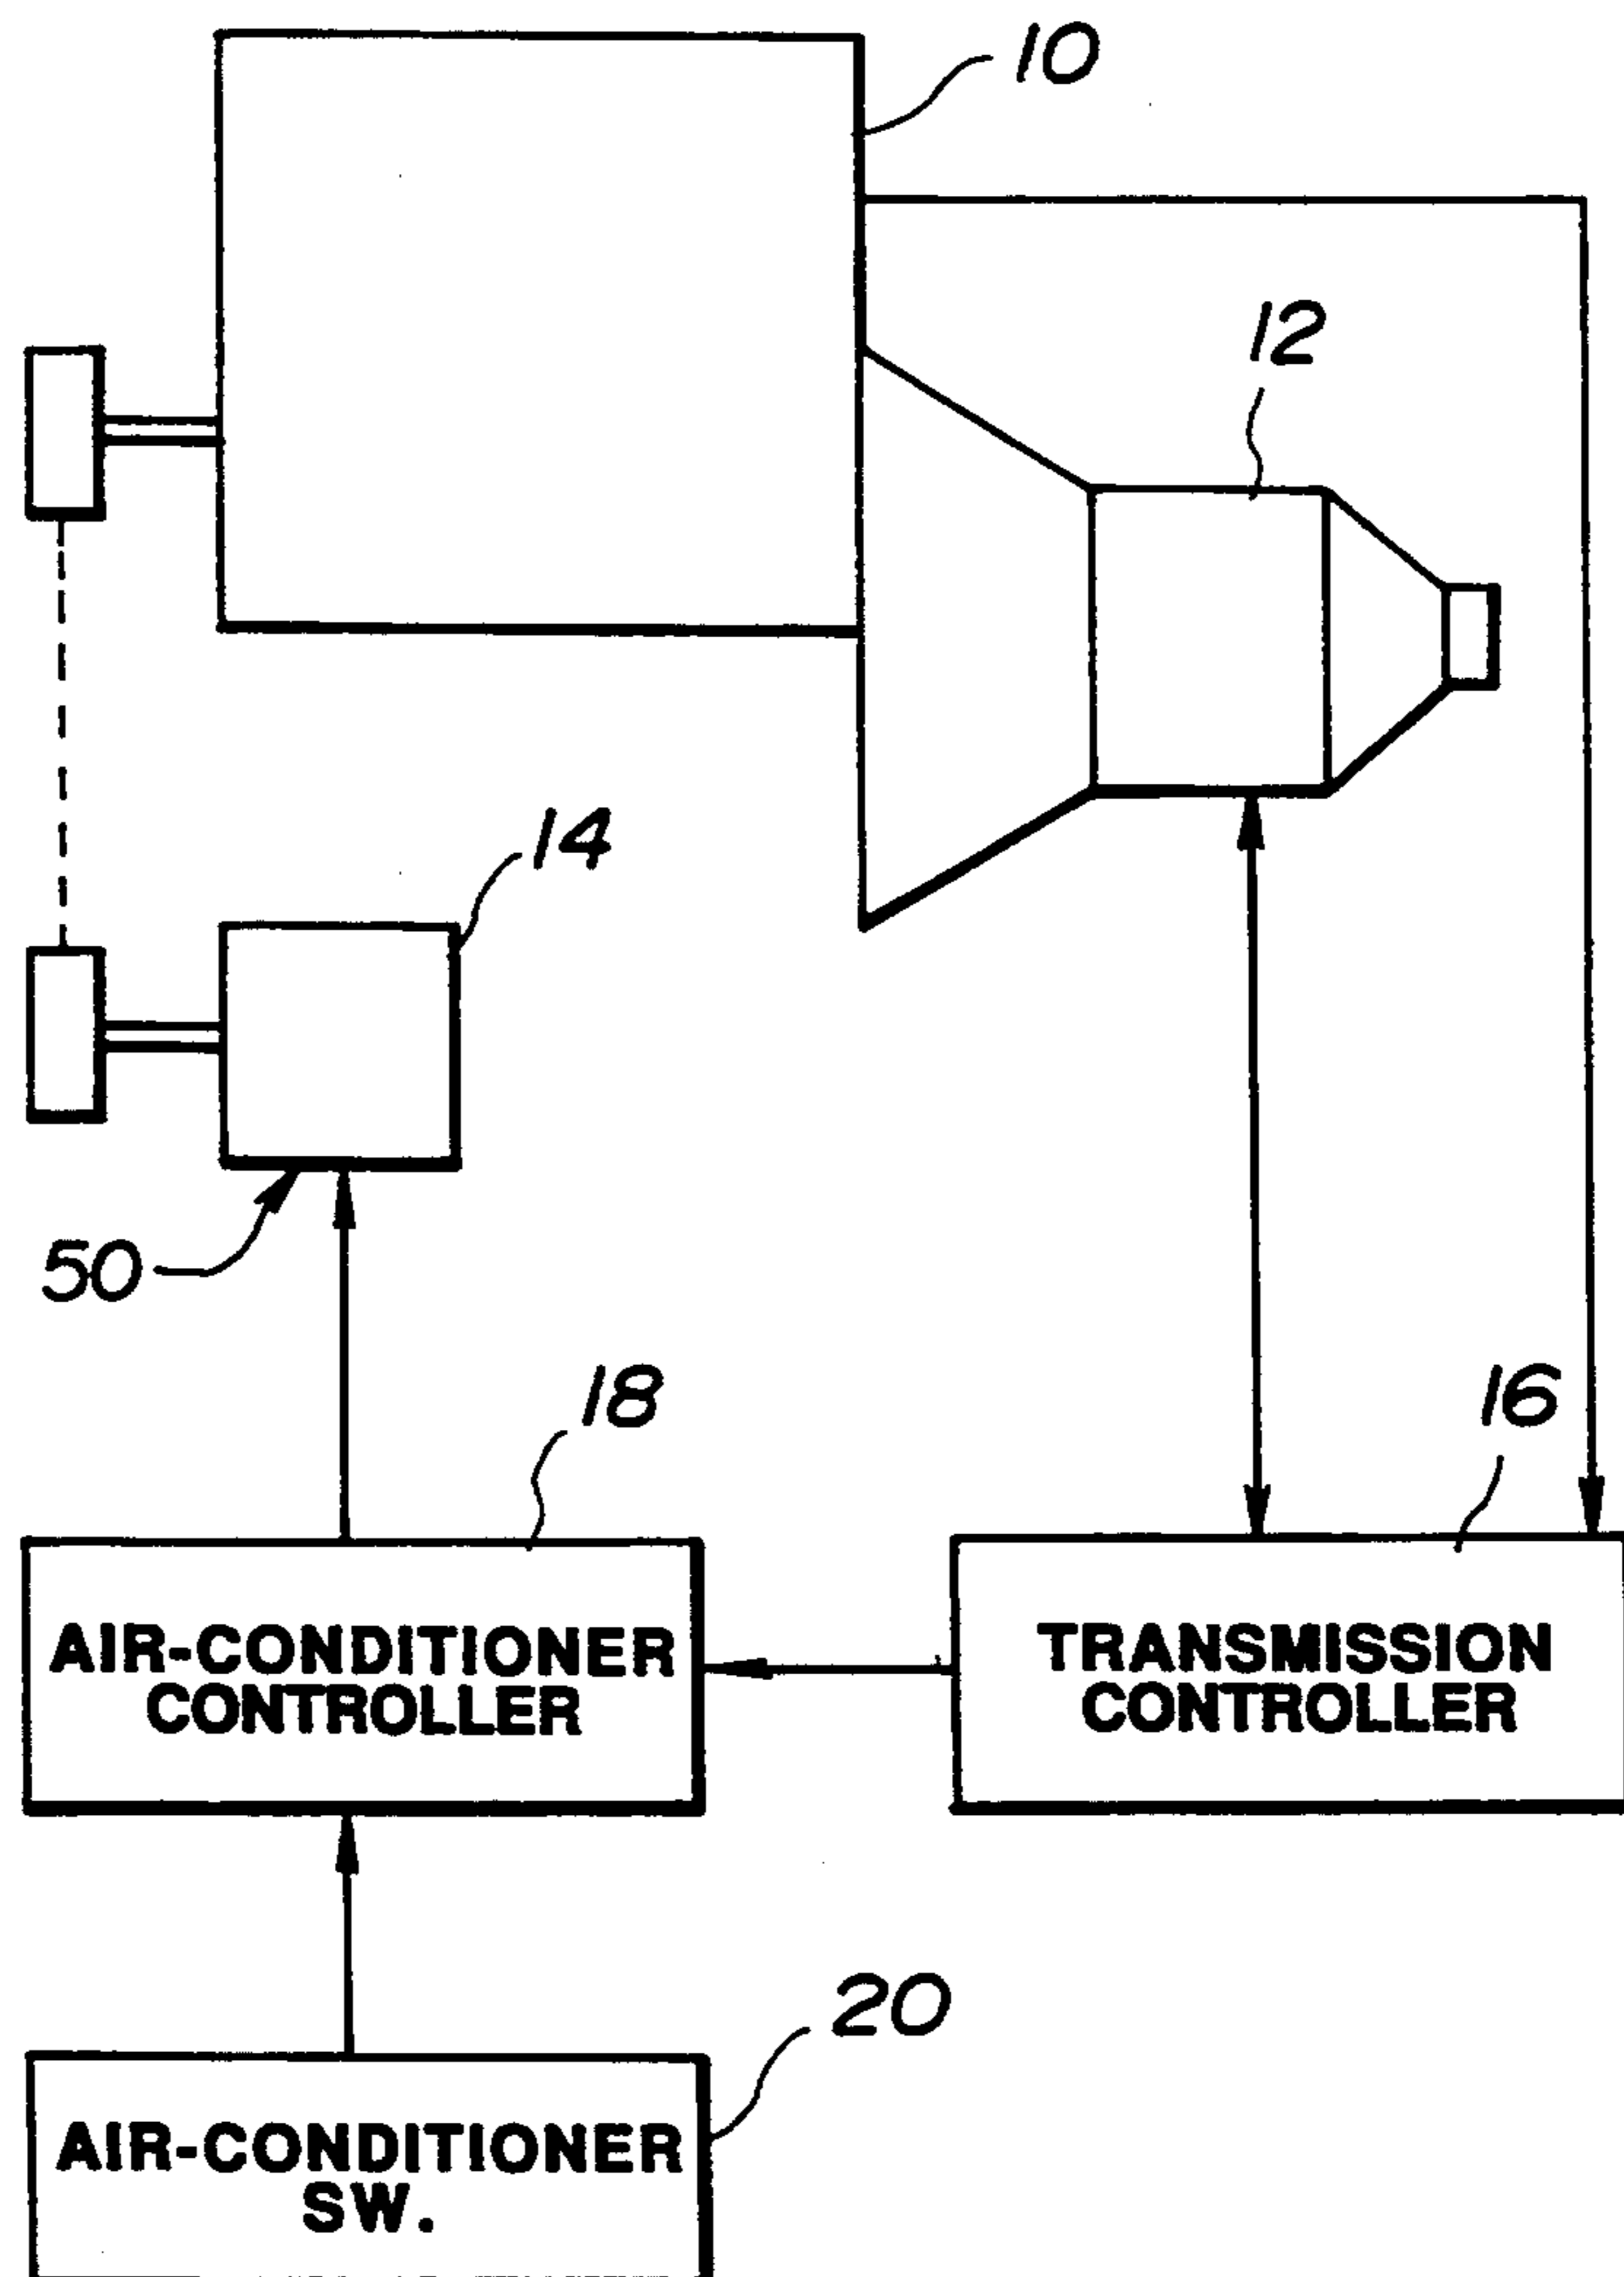 10
12
14
50
18
16
AIR-CONDITIONER
CONTROLLER
TRANSMISSION
CONTROLLER
20
AIR-CONDITIONER
SW.